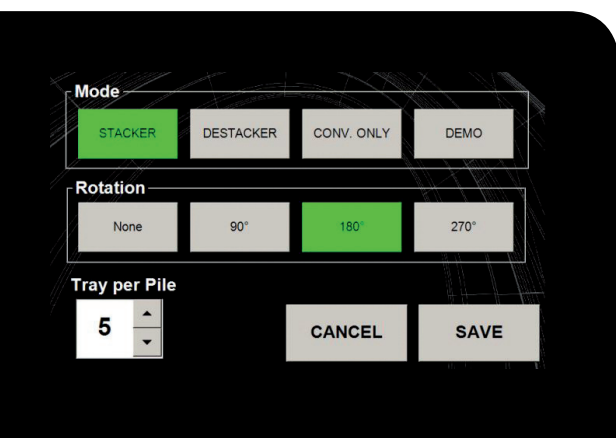 Mode
STACKER DESTACKER CONV. ONLY DEMO
Rotation
None 90° 180° 270°
Tray per Pile
5
CANCEL SAVE